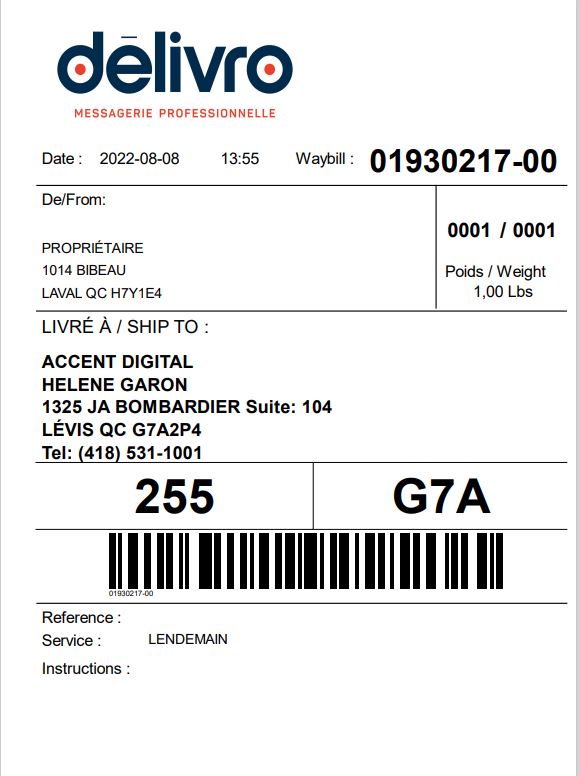 dēlivro
MESSAGERIE PROFESSIONNELLE
Date : 2022-08-08 13:55 Waybill : 01930217-00
De/From:
0001 / 0001
PROPRIÉTAIRE
1014 BIBEAU
LAVAL QC H7Y1E4
Poids / Weight
1,00 Lbs
LIVRÉ À / SHIP TO :
ACCENT DIGITAL
HELENE GARON
1325 JA BOMBARDIER Suite: 104
LÉVIS QC G7A2P4
Tel: (418) 531-1001
255 G7A
01930217-00
Reference :
Service : LENDEMAIN
Instructions :